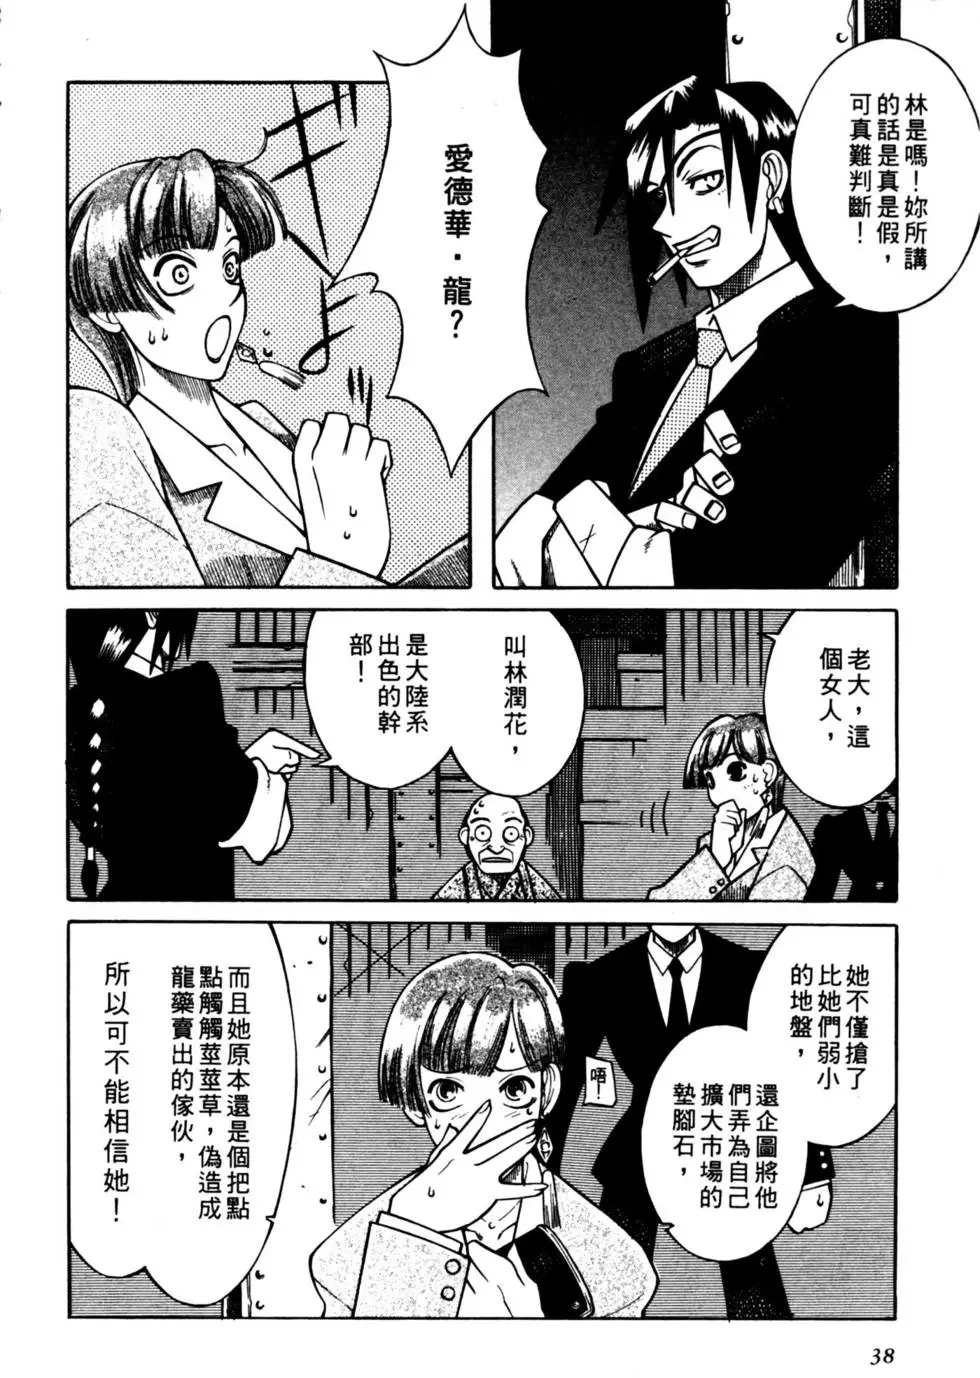 林是嗎！妳所講
的話是真是假，
可真難判斷！
愛德華・龍？
老大，這
個女人，
叫林潤花，
是大陸系
出色的幹
部！
她不僅搶了
比她們弱小
的地盤，
還企圖將他
們弄為自己
擴大市場的
墊腳石，
唔！
而且她原本還是個把點
點觸觸莖莖草，偽造成
龍藥賣出的傢伙，
所以可不能相信她！
38